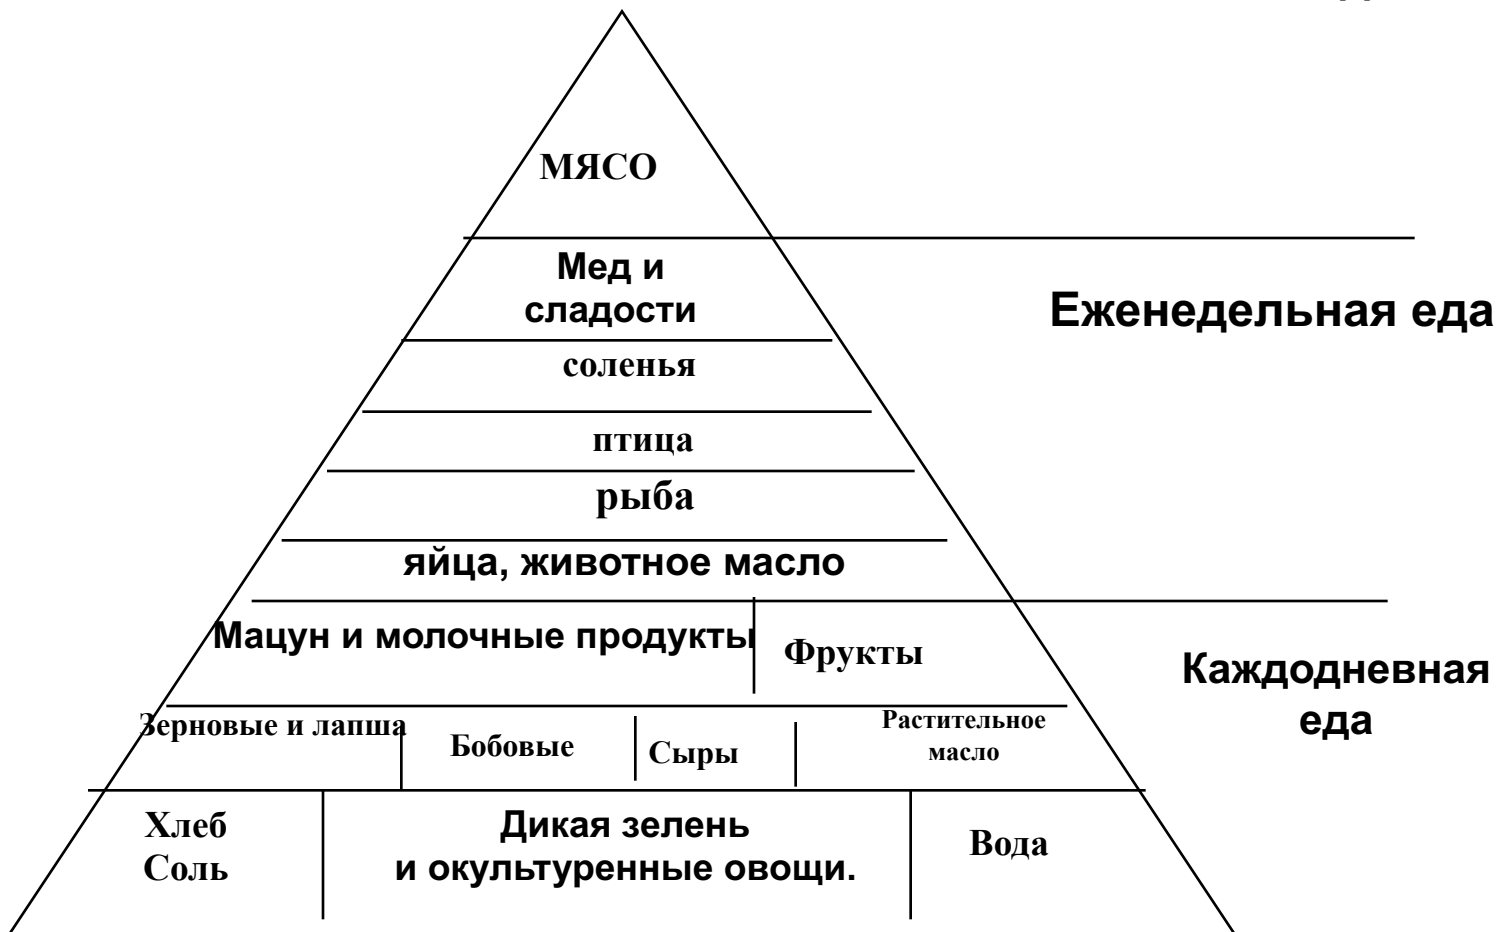 МЯСО
Мед и
сладости
Еженедельная еда
соленья
птица
рыба
яйца, животное масло
Мацун и молочные продукты
Фрукты
Каждодневная
еда
Зерновые и лапша
Бобовые
Сыры
Растительное
масло
Хлеб
Соль
Дикая зелень
и окультуренные овощи.
Вода